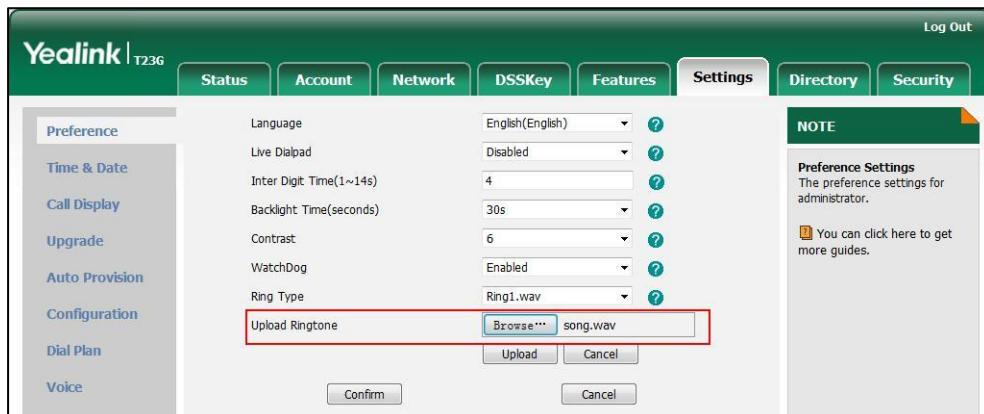 Log Out
Yealink | T23G
Status Account Network DSSKey Features Settings Directory Security
Preference
Time & Date
Call Display
Upgrade
Auto Provision
Configuration
Dial Plan
Voice
Language English(English)
Live Dialpad Disabled
Inter Digit Time(1~14s) 4
Backlight Time(seconds) 30s
Contrast 6
WatchDog Enabled
Ring Type Ring1.wav
Upload Ringtone Browse··· song.wav
Upload Cancel
Confirm Cancel
NOTE
Preference Settings
The preference settings for
administrator.
You can click here to get
more guides.